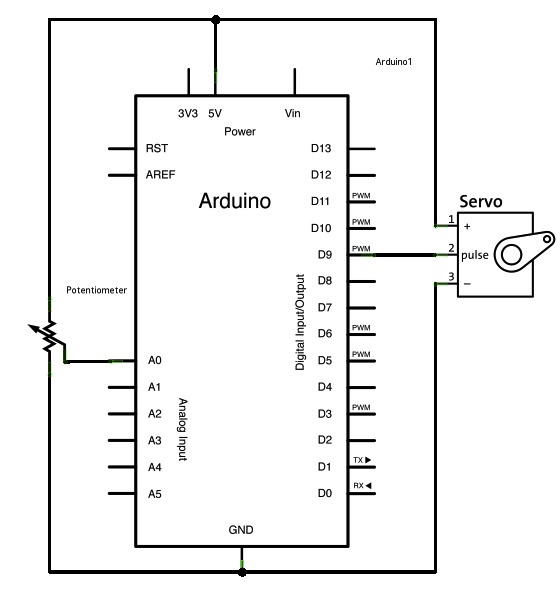 Arduino1
3V3 5V Vin
Power
RST
AREF
Arduino
D13
D12
D11 PWM
D10 PWM
D9 PWM
D8
D7
D6 PWM
D5 PWM
D4
D3 PWM
D2
D1 TX ▶
D0 RX ◀
Digital Input/Output
Servo
1 +
2 pulse
3 −
Potentiometer
A0
A1
A2
A3
A4
A5
Analog Input
GND